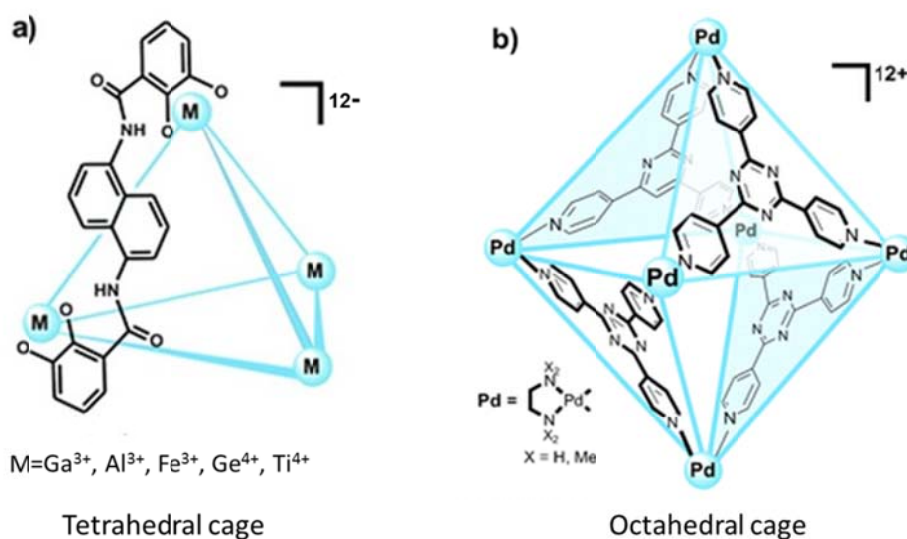 a)
12-
O
O
M
O
NH
HN
M
M
O
O
O
M
M=Ga³⁺, Al³⁺, Fe³⁺, Ge⁴⁺, Ti⁴⁺
Tetrahedral cage
b)
Pd
12+
N
N
N
N
N
N
N
N
N
Pd
Pd
Pd
N
N
Pd
N
N
N
N
N
N
N
N
N
N
X₂
N
Pd = Pd
N
X₂
X = H, Me
Pd
Octahedral cage